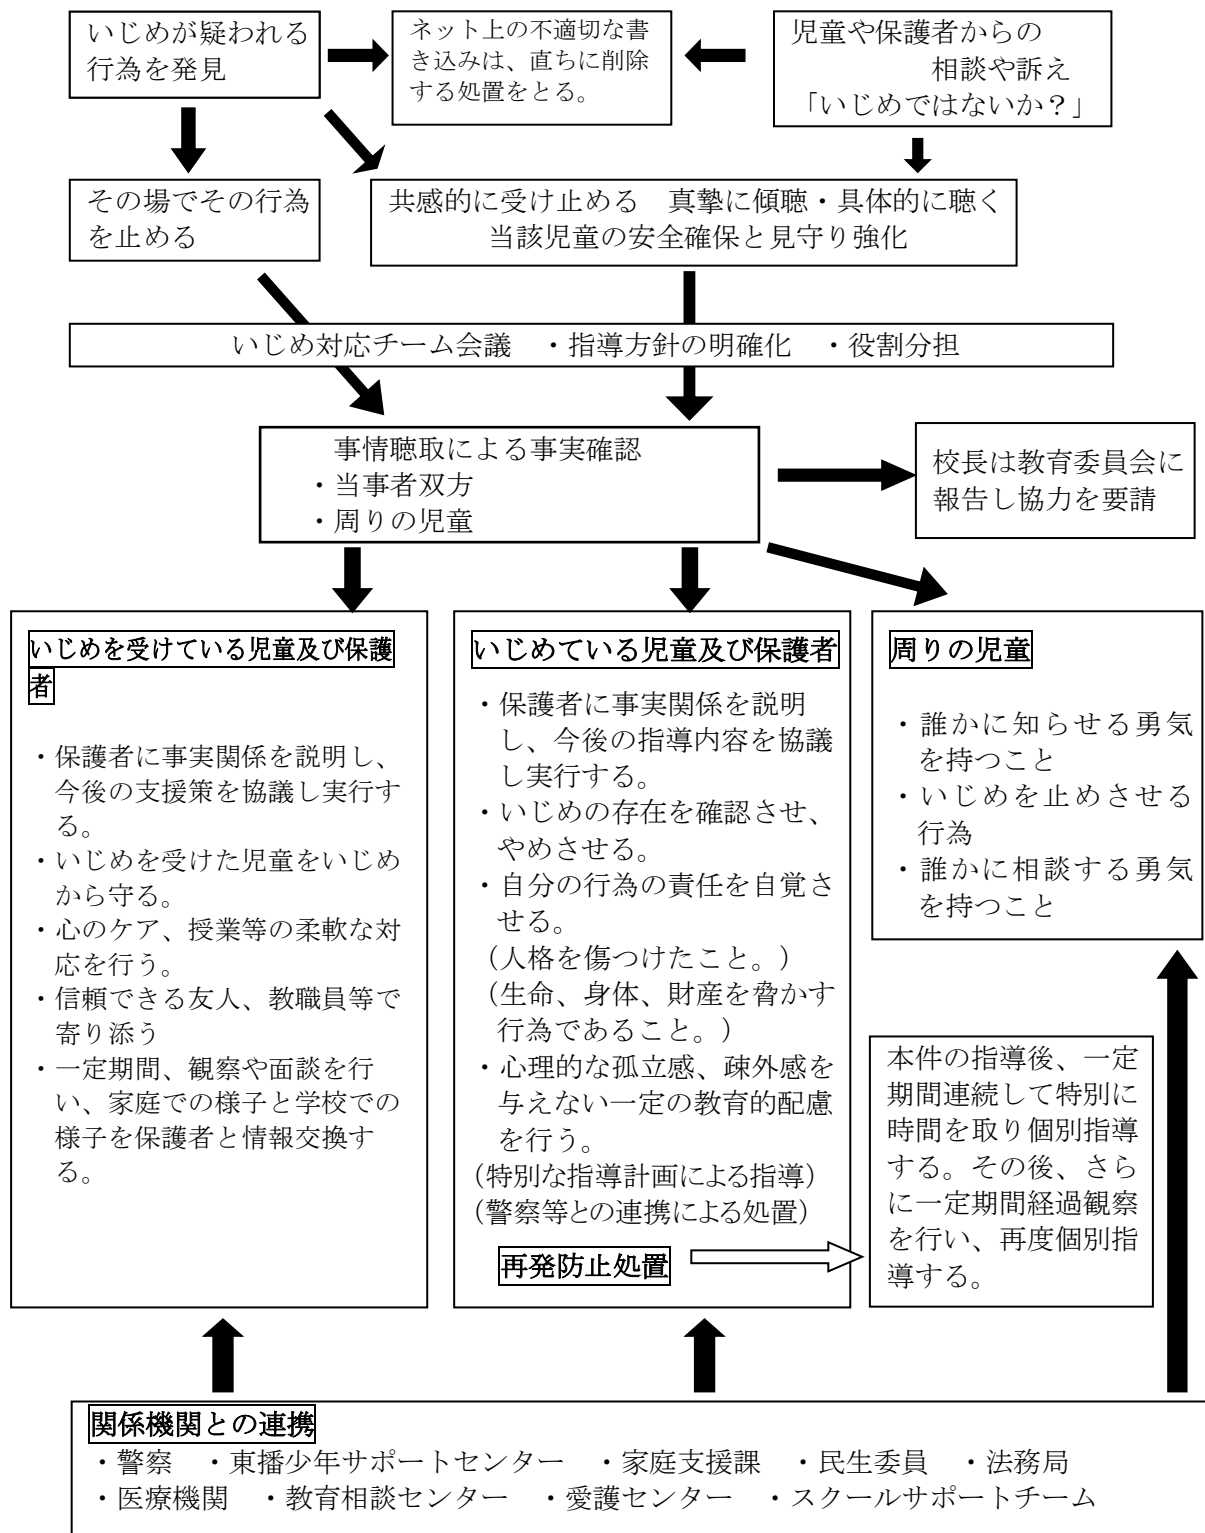 いじめが疑われる
行為を発見
ネット上の不適切な書
き込みは、直ちに削除
する処置をとる。
児童や保護者からの
相談や訴え
「いじめではないか？」
その場でその行為
を止める
共感的に受け止める　真摯に傾聴・具体的に聴く
当該児童の安全確保と見守り強化
いじめ対応チーム会議　・指導方針の明確化　・役割分担
事情聴取による事実確認
・当事者双方
・周りの児童
校長は教育委員会に
報告し協力を要請
いじめを受けている児童及び保護
者
・保護者に事実関係を説明し、
今後の支援策を協議し実行す
る。
・いじめを受けた児童をいじめ
から守る。
・心のケア、授業等の柔軟な対
応を行う。
・信頼できる友人、教職員等で
寄り添う
・一定期間、観察や面談を行
い、家庭での様子と学校での
様子を保護者と情報交換す
る。
いじめている児童及び保護者
・保護者に事実関係を説明
し、今後の指導内容を協議
し実行する。
・いじめの存在を確認させ、
やめさせる。
・自分の行為の責任を自覚さ
せる。
（人格を傷つけたこと。）
（生命、身体、財産を脅かす
行為であること。）
・心理的な孤立感、疎外感を
与えない一定の教育的配慮
を行う。
（特別な指導計画による指導）
（警察等との連携による処置）
再発防止処置
周りの児童
・誰かに知らせる勇気
を持つこと
・いじめを止めさせる
行為
・誰かに相談する勇気
を持つこと
本件の指導後、一定
期間連続して特別に
時間を取り個別指導
する。その後、さら
に一定期間経過観察
を行い、再度個別指
導する。
関係機関との連携
・警察　・東播少年サポートセンター　・家庭支援課　・民生委員　・法務局
・医療機関　・教育相談センター　・愛護センター　・スクールサポートチーム